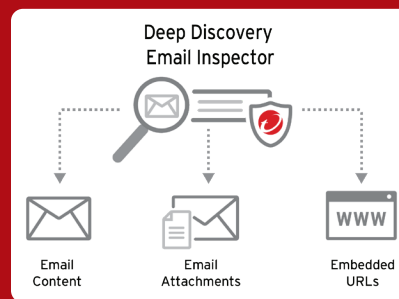 Deep Discovery
Email Inspector
WWW
Email
Content
Email
Attachments
Embedded
URLs